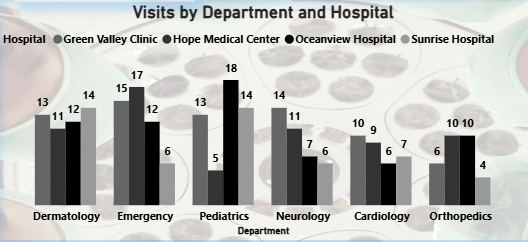 Visits by Department and Hospital
Hospital Green Valley Clinic Hope Medical Center Oceanview Hospital Sunrise Hospital
13 11 12 14 15 17 12 6 13 5 18 14 14 11 7 6 10 9 6 7 6 10 10 4
Dermatology Emergency Pediatrics Neurology Cardiology Orthopedics
Department